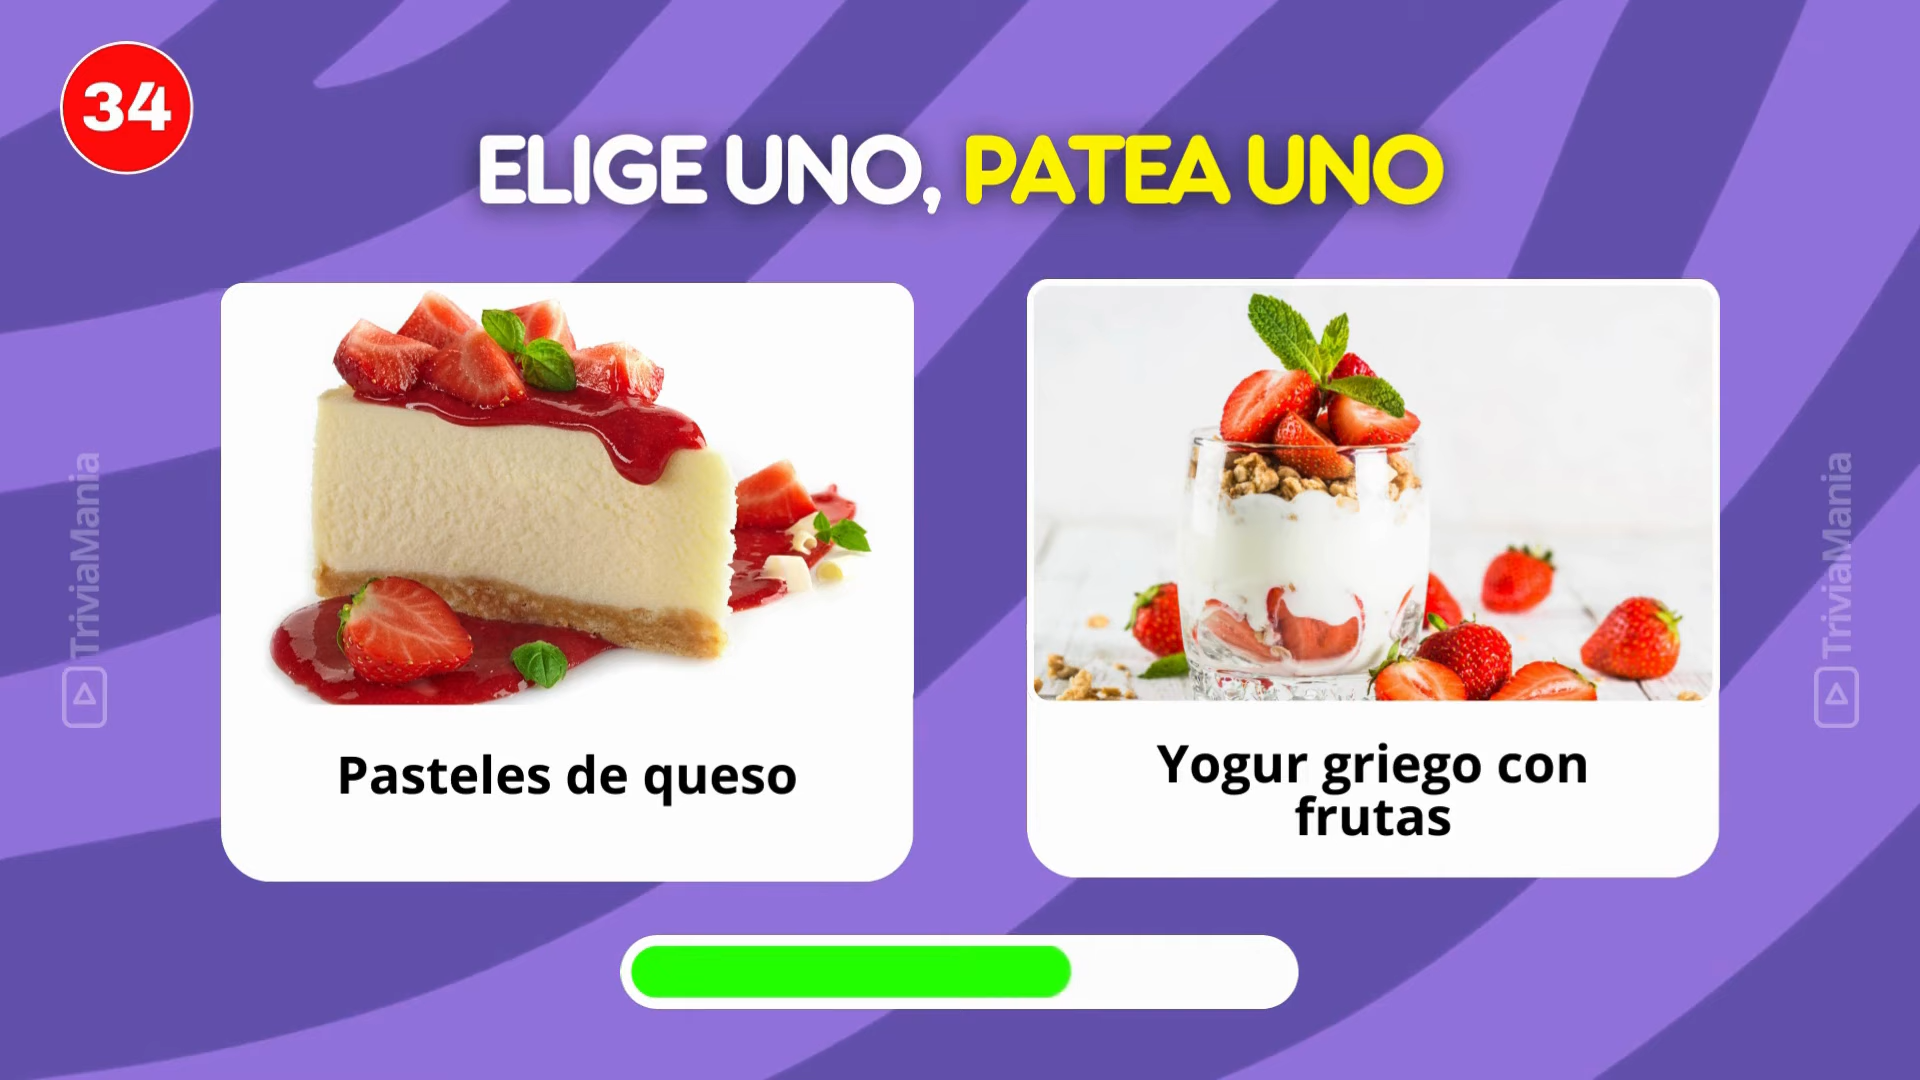 34
ELIGE UNO, PATEA UNO
Pasteles de queso
Yogur griego con
frutas
TriviaMania
TriviaMania